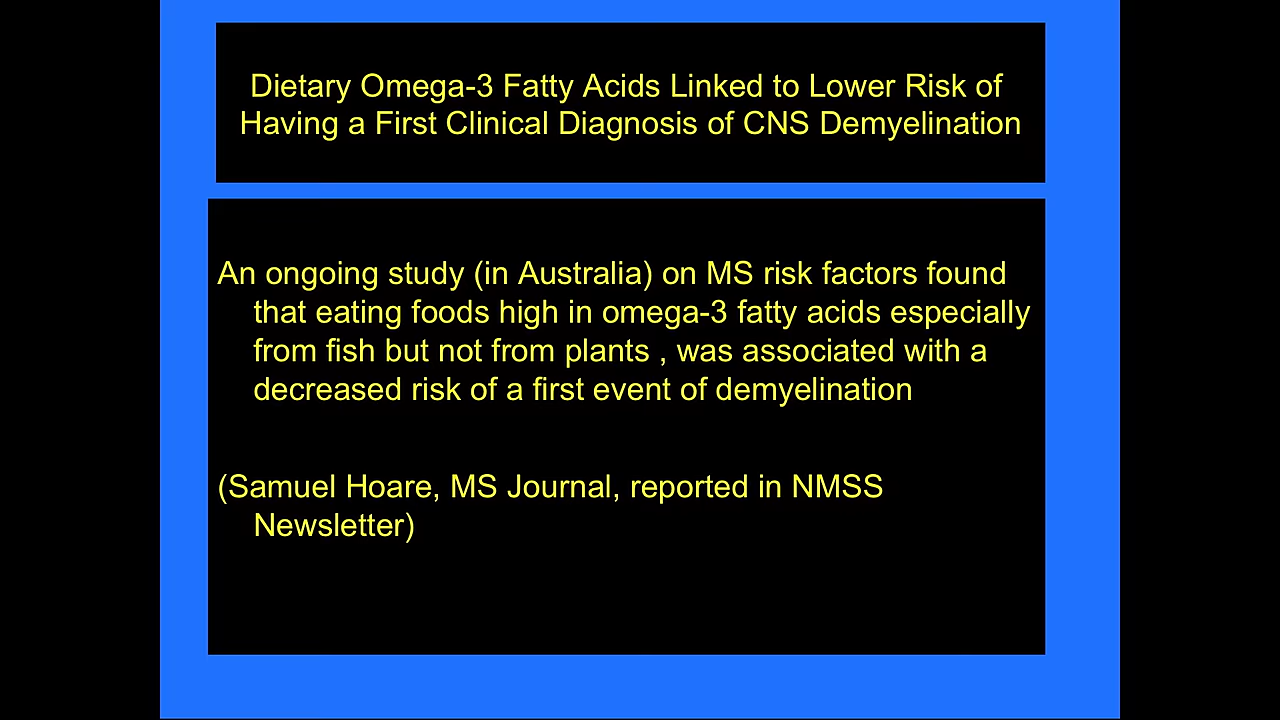 Dietary Omega-3 Fatty Acids Linked to Lower Risk of
Having a First Clinical Diagnosis of CNS Demyelination
An ongoing study (in Australia) on MS risk factors found
that eating foods high in omega-3 fatty acids especially
from fish but not from plants , was associated with a
decreased risk of a first event of demyelination
(Samuel Hoare, MS Journal, reported in NMSS
Newsletter)